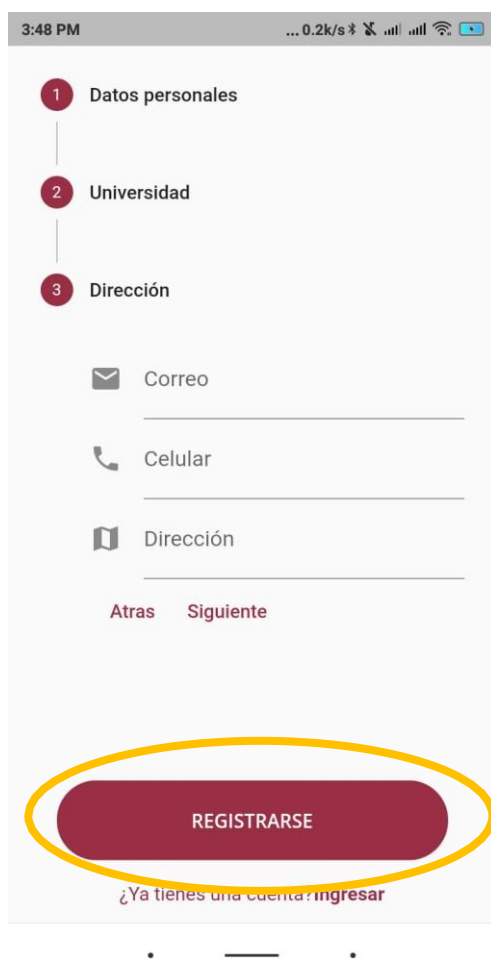 3:48 PM ... 0.2k/s
1 Datos personales
2 Universidad
3 Dirección
Correo
Celular
Dirección
Atras Siguiente
REGISTRARSE
¿Ya tienes una cuenta?Ingresar